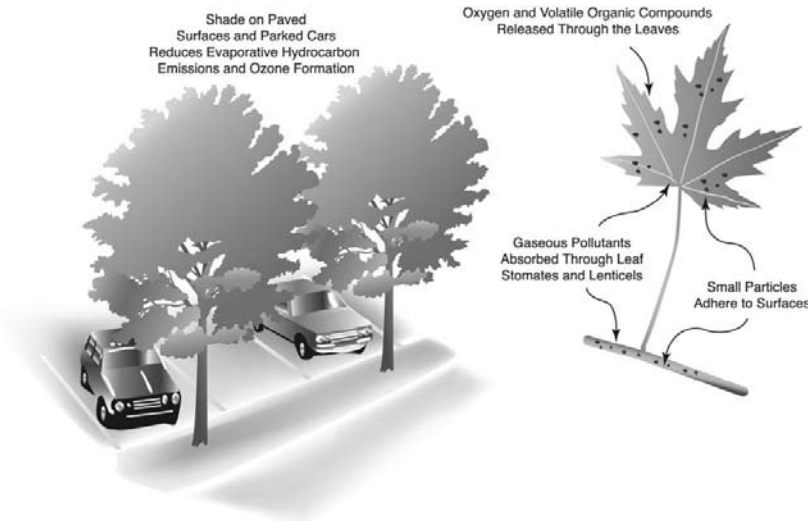 Shade on Paved
Surfaces and Parked Cars
Reduces Evaporative Hydrocarbon
Emissions and Ozone Formation
Oxygen and Volatile Organic Compounds
Released Through the Leaves
Gaseous Pollutants
Absorbed Through Leaf
Stomates and Lenticels
Small Particles
Adhere to Surfaces